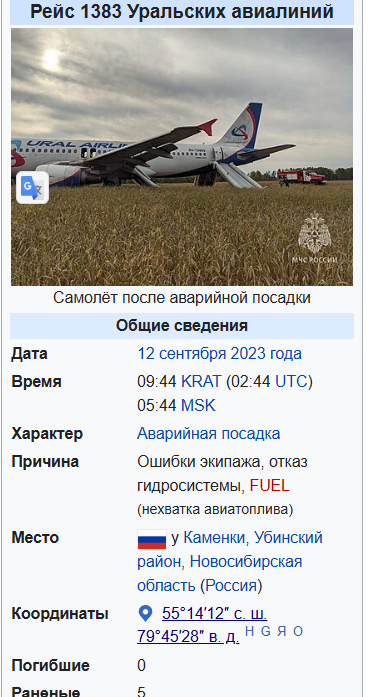 Рейс 1383 Уральских авиалиний
URAL AIRLIN
МЧС РОССИИ
Самолёт после аварийной посадки
Общие сведения
Дата 12 сентября 2023 года
Время 09:44 KRAT (02:44 UTC)
05:44 MSK
Характер Аварийная посадка
Причина Ошибки экипажа, отказ
гидросистемы, FUEL
(нехватка авиатоплива)
Место у Каменки, Убинский
район, Новосибирская
область (Россия)
Координаты 55°14′12″ с. ш.
79°45′28″ в. д. H G Я O
Погибшие 0
Раненые 5